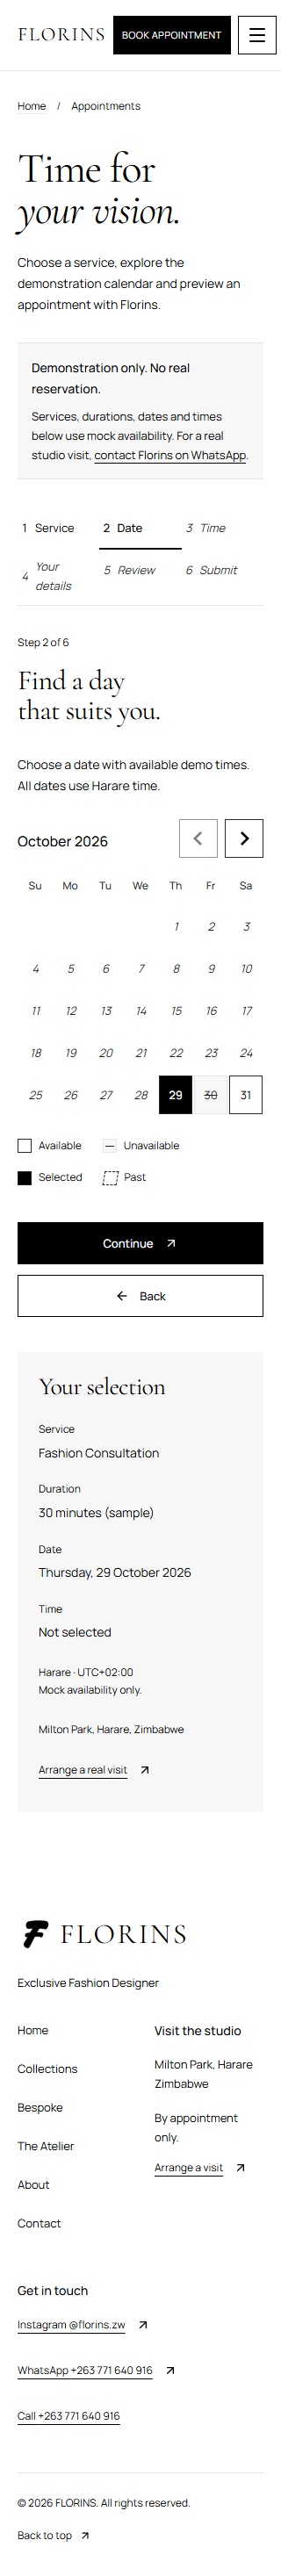 FLORINS
BOOK APPOINTMENT
Home / Appointments
Time for
your vision.
Choose a service, explore the
demonstration calendar and preview an
appointment with Florins.
Demonstration only. No real
reservation.
Services, durations, dates and times
below use mock availability. For a real
studio visit, contact Florins on WhatsApp.
1 Service 2 Date 3 Time
4 Your details 5 Review 6 Submit
Step 2 of 6
Find a day
that suits you.
Choose a date with available demo times.
All dates use Harare time.
October 2026
Su Mo Tu We Th Fr Sa
1 2 3
4 5 6 7 8 9 10
11 12 13 14 15 16 17
18 19 20 21 22 23 24
25 26 27 28 29 30 31
Available Unavailable
Selected Past
Continue
Back
Your selection
Service
Fashion Consultation
Duration
30 minutes (sample)
Date
Thursday, 29 October 2026
Time
Not selected
Harare · UTC+02:00
Mock availability only.
Milton Park, Harare, Zimbabwe
Arrange a real visit
F FLORINS
Exclusive Fashion Designer
Home
Collections
Bespoke
The Atelier
About
Contact
Visit the studio
Milton Park, Harare
Zimbabwe
By appointment
only.
Arrange a visit
Get in touch
Instagram @florins.zw
WhatsApp +263 771 640 916
Call +263 771 640 916
© 2026 FLORINS. All rights reserved.
Back to top